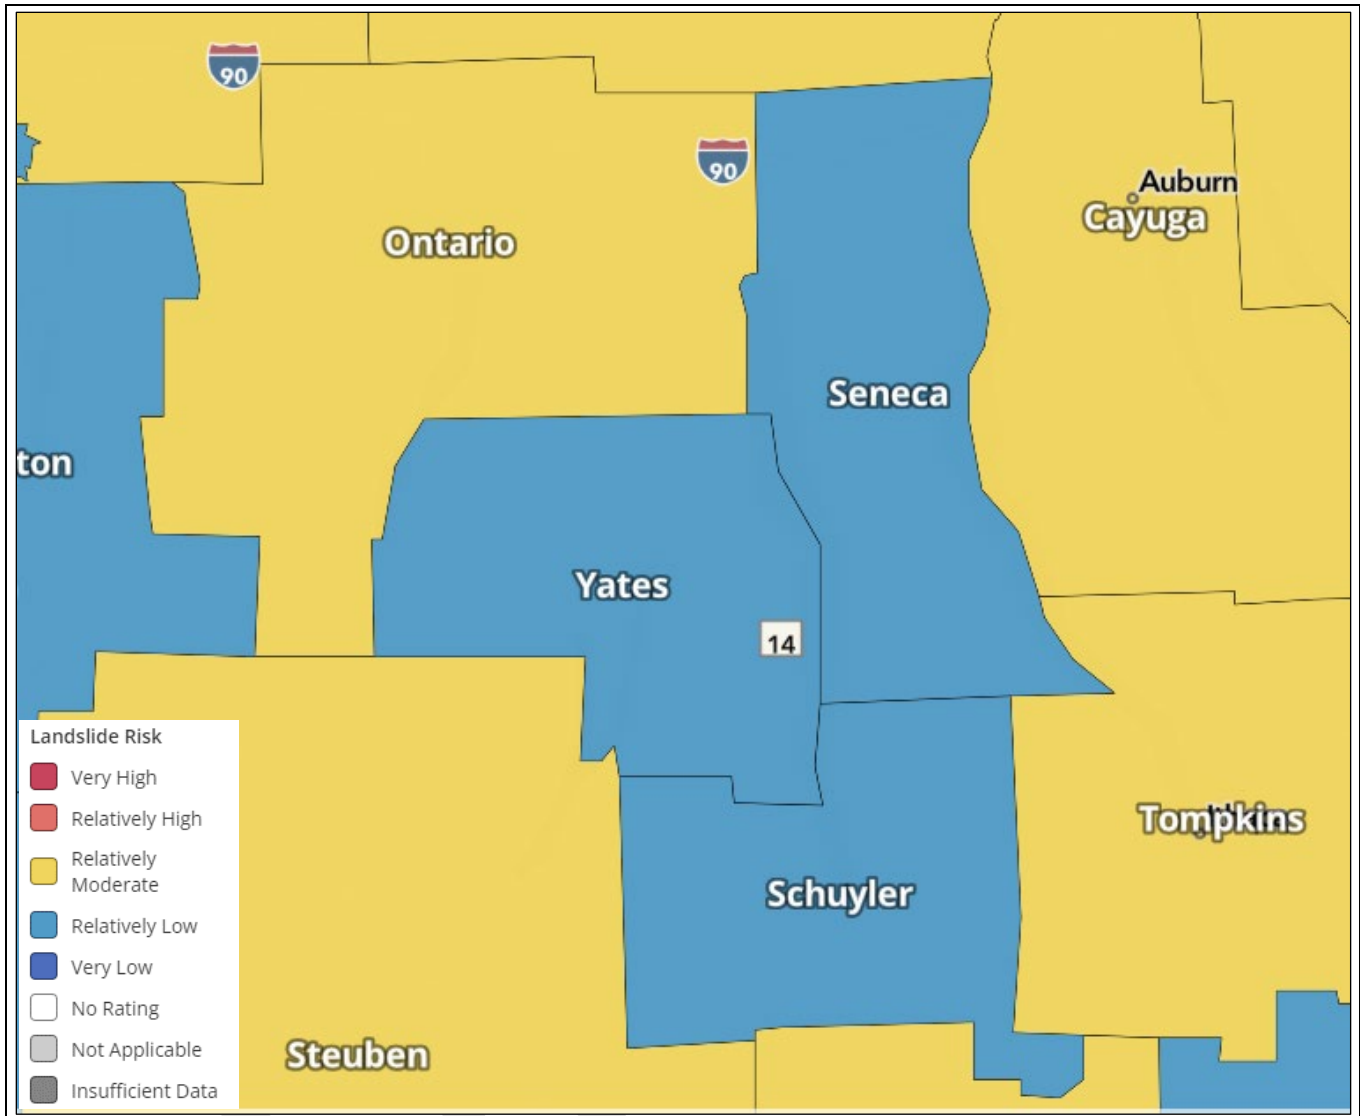 90
90
Auburn
Cayuga
Ontario
Seneca
ton
Yates
14
Landslide Risk
Very High
Relatively High
Relatively
Moderate
Relatively Low
Very Low
No Rating
Not Applicable
Insufficient Data
Tompkins
Schuyler
Steuben